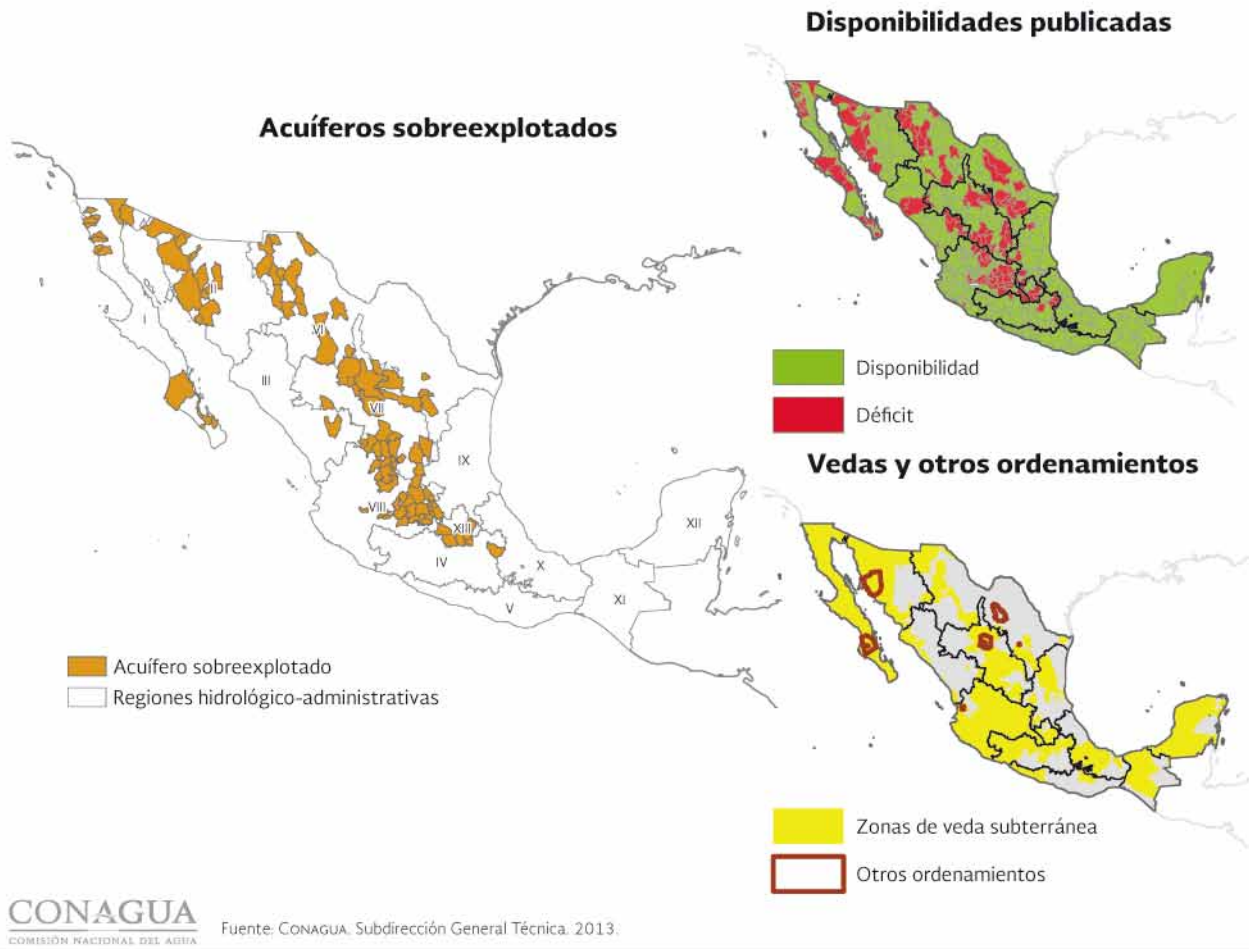 Disponibilidades publicadas
Acuíferos sobreexplotados
I
II
III
VI
VII
VIII
IX
XIII
IV
X
V
XI
XII
Acuífero sobreexplotado
Regiones hidrológico-administrativas
Disponibilidad
Déficit
Vedas y otros ordenamientos
Zonas de veda subterránea
Otros ordenamientos
CONAGUA
COMISIÓN NACIONAL DEL AGUA
Fuente: CONAGUA. Subdirección General Técnica. 2013.